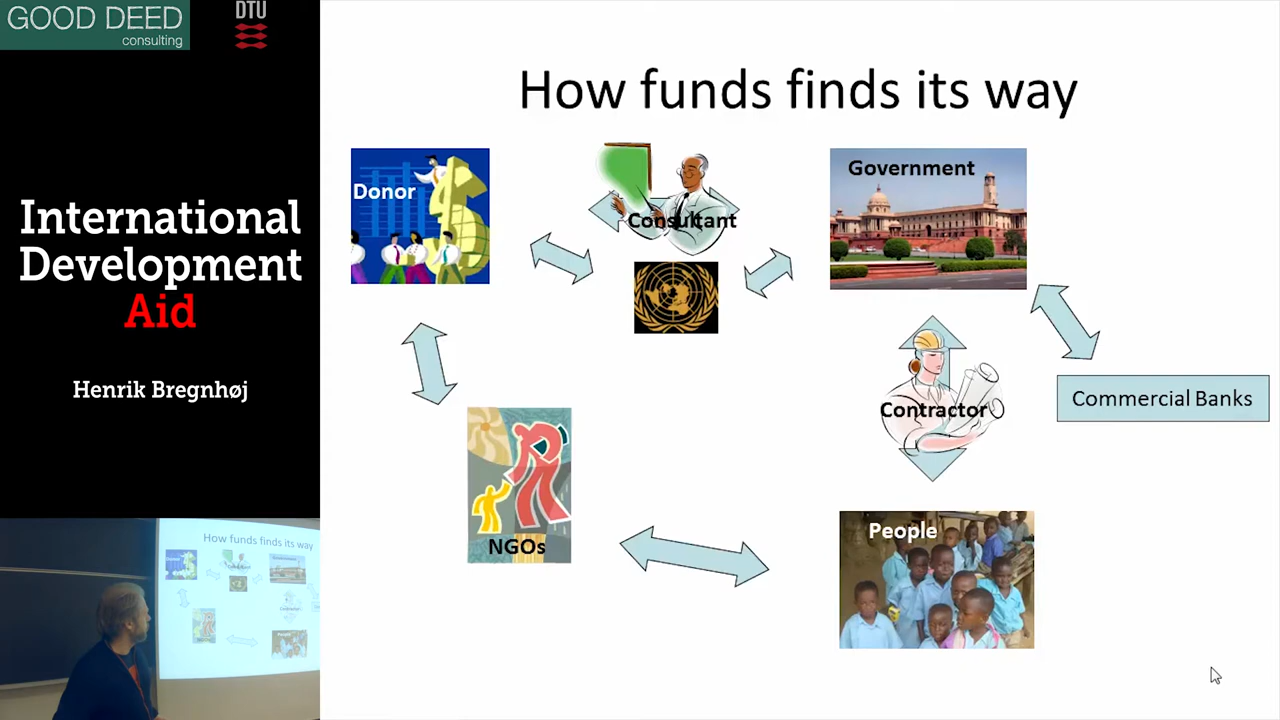 GOOD DEED
consulting
DTU
International
Development
Aid
Henrik Bregnhøj
How funds finds its way
Donor
Consultant
Government
Contractor
Commercial Banks
NGOs
People
How funds finds its way